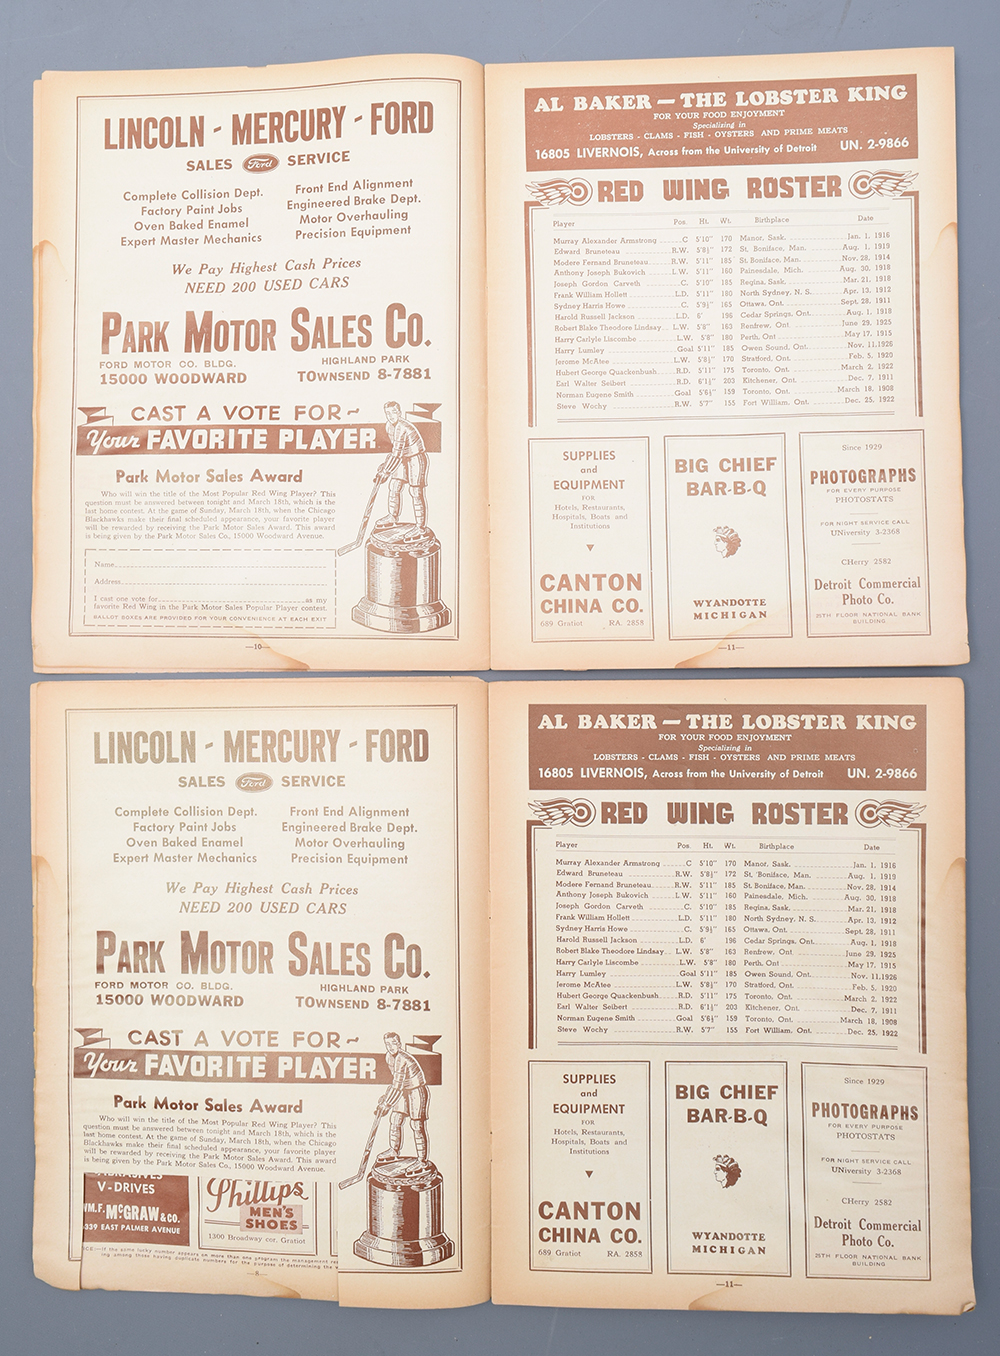 LINCOLN - MERCURY - FORD
SALES Ford SERVICE
Complete Collision Dept.
Factory Paint Jobs
Oven Baked Enamel
Expert Master Mechanics
Front End Alignment
Engineered Brake Dept.
Motor Overhauling
Precision Equipment
We Pay Highest Cash Prices
NEED 200 USED CARS
PARK MOTOR SALES CO.
FORD MOTOR CO. BLDG.
15000 WOODWARD
HIGHLAND PARK
TOWNSEND 8-7881
CAST A VOTE FOR~
Your FAVORITE PLAYER
Park Motor Sales Award
Who will win the title of the Most Popular Red Wing Player? This
question must be answered between tonight and March 18th, which is the
last home contest. At the game of Sunday, March 18th, when the Chicago
Blackhawks make their final scheduled appearance, your favorite player
will be rewarded by receiving the Park Motor Sales Award. This award
is being given by the Park Motor Sales Co., 15000 Woodward Avenue.
Name
Address
I cast one vote for as my
favorite Red Wing in the Park Motor Sales Popular Player contest.
BALLOT BOXES ARE PROVIDED FOR YOUR CONVENIENCE AT EACH EXIT
—10—
AL BAKER — THE LOBSTER KING
FOR YOUR FOOD ENJOYMENT
Specializing in
LOBSTERS - CLAMS - FISH - OYSTERS AND PRIME MEATS
16805 LIVERNOIS, Across from the University of Detroit UN. 2-9866
RED WING ROSTER
Player Pos. Ht. Wt. Birthplace Date
Murray Alexander Armstrong C 5'10" 170 Manor, Sask. Jan. 1, 1916
Edward Bruneteau R.W. 5'8½" 172 St. Boniface, Man. Aug. 1, 1919
Modere Fernand Bruneteau R.W. 5'11" 185 St. Boniface, Man. Nov. 28, 1914
Anthony Joseph Bukovich L.W. 5'11" 160 Painesdale, Mich. Aug. 30, 1918
Joseph Gordon Carveth C. 5'10" 185 Regina, Sask. Mar. 21, 1918
Frank William Hollett L.D. 5'11" 180 North Sydney, N. S. Apr. 13, 1912
Sydney Harris Howe C. 5'9½" 165 Ottawa, Ont. Sept. 28, 1911
Harold Russell Jackson L.D. 6' 196 Cedar Springs, Ont. Aug. 1, 1918
Robert Blake Theodore Lindsay L.W. 5'8" 163 Renfrew, Ont June 29, 1925
Harry Carlyle Liscombe L.W. 5'8" 180 Perth, Ont May 17, 1915
Harry Lumley Goal 5'11" 185 Owen Sound, Ont. Nov. 11, 1926
Jerome McAtee L.W. 5'8½" 170 Stratford, Ont. Feb. 5, 1920
Hubert George Quackenbush R.D. 5'11" 175 Toronto, Ont. March 2, 1922
Earl Walter Seibert R.D. 6'1½" 203 Kitchener, Ont. Dec. 7, 1911
Norman Eugene Smith Goal 5'6½" 159 Toronto, Ont. March 18, 1908
Steve Wochy R.W. 5'7" 155 Fort William, Ont. Dec. 25, 1922
SUPPLIES
and
EQUIPMENT
FOR
Hotels, Restaurants,
Hospitals, Boats and
Institutions
CANTON
CHINA CO.
689 Gratiot RA. 2858
BIG CHIEF
BAR-B-Q
WYANDOTTE
MICHIGAN
Since 1929
PHOTOGRAPHS
FOR EVERY PURPOSE
PHOTOSTATS
FOR NIGHT SERVICE CALL
UNiversity 3-2368
CHerry 2582
Detroit Commercial
Photo Co.
25TH FLOOR NATIONAL BANK
BUILDING
—11—
LINCOLN - MERCURY - FORD
SALES Ford SERVICE
Complete Collision Dept.
Factory Paint Jobs
Oven Baked Enamel
Expert Master Mechanics
Front End Alignment
Engineered Brake Dept.
Motor Overhauling
Precision Equipment
We Pay Highest Cash Prices
NEED 200 USED CARS
PARK MOTOR SALES CO.
FORD MOTOR CO. BLDG.
15000 WOODWARD
HIGHLAND PARK
TOWNSEND 8-7881
CAST A VOTE FOR~
Your FAVORITE PLAYER
Park Motor Sales Award
Who will win the title of the Most Popular Red Wing Player? This
question must be answered between tonight and March 18th, which is the
last home contest. At the game of Sunday, March 18th, when the Chicago
Blackhawks make their final scheduled appearance, your favorite player
will be rewarded by receiving the Park Motor Sales Award. This award
is being given by the Park Motor Sales Co., 15000 Woodward Avenue.
V-DRIVES
WM.F. McGRAW & CO.
339 EAST PALMER AVENUE
Phillips
MEN'S
SHOES
1300 Broadway cor. Gratiot
if the same lucky number appears on more than one program the management
ing among those having duplicate numbers for the purpose of determining the
—8—
AL BAKER — THE LOBSTER KING
FOR YOUR FOOD ENJOYMENT
Specializing in
LOBSTERS - CLAMS - FISH - OYSTERS AND PRIME MEATS
16805 LIVERNOIS, Across from the University of Detroit UN. 2-9866
RED WING ROSTER
Player Pos. Ht. Wt. Birthplace Date
Murray Alexander Armstrong C 5'10" 170 Manor, Sask. Jan. 1, 1916
Edward Bruneteau R.W. 5'8½" 172 St. Boniface, Man. Aug. 1, 1919
Modere Fernand Bruneteau R.W. 5'11" 185 St. Boniface, Man. Nov. 28, 1914
Anthony Joseph Bukovich L.W. 5'11" 160 Painesdale, Mich. Aug. 30, 1918
Joseph Gordon Carveth C. 5'10" 185 Regina, Sask. Mar. 21, 1918
Frank William Hollett L.D. 5'11" 180 North Sydney, N. S. Apr. 13, 1912
Sydney Harris Howe C. 5'9½" 165 Ottawa, Ont. Sept. 28, 1911
Harold Russell Jackson L.D. 6' 196 Cedar Springs, Ont. Aug. 1, 1918
Robert Blake Theodore Lindsay L.W. 5'8" 163 Renfrew, Ont. June 29, 1925
Harry Carlyle Liscombe L.W. 5'8" 180 Perth, Ont May 17, 1915
Harry Lumley Goal 5'11" 185 Owen Sound, Ont. Nov. 11, 1926
Jerome McAtee L.W. 5'8½" 170 Stratford, Ont. Feb. 5, 1920
Hubert George Quackenbush R.D. 5'11" 175 Toronto, Ont. March 2, 1922
Earl Walter Seibert R.D. 6'1½" 203 Kitchener, Ont. Dec. 7, 1911
Norman Eugene Smith Goal 5'6½" 159 Toronto, Ont. March 18, 1908
Steve Wochy R.W. 5'7" 155 Fort William, Ont. Dec. 25, 1922
SUPPLIES
and
EQUIPMENT
FOR
Hotels, Restaurants,
Hospitals, Boats and
Institutions
CANTON
CHINA CO.
689 Gratiot RA. 2858
BIG CHIEF
BAR-B-Q
WYANDOTTE
MICHIGAN
Since 1929
PHOTOGRAPHS
FOR EVERY PURPOSE
PHOTOSTATS
FOR NIGHT SERVICE CALL
UNiversity 3-2368
CHerry 2582
Detroit Commercial
Photo Co.
25TH FLOOR NATIONAL BANK
BUILDING
—11—